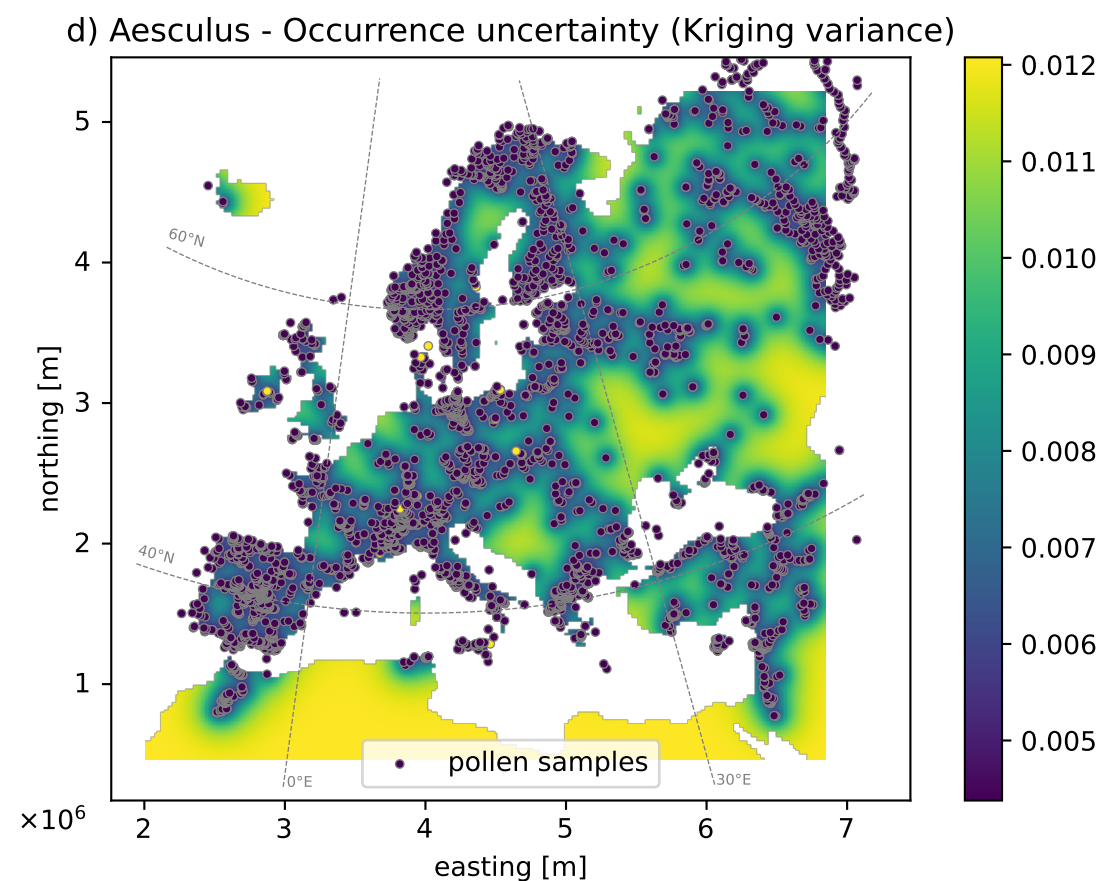 d) Aesculus - Occurrence uncertainty (Kriging variance)
0.012
0.011
0.010
0.009
0.008
0.007
0.006
0.005
5
4
3
2
1
northing [m]
60°N
40°N
0°E
30°E
pollen samples
×10⁶
2 3 4 5 6 7
easting [m]